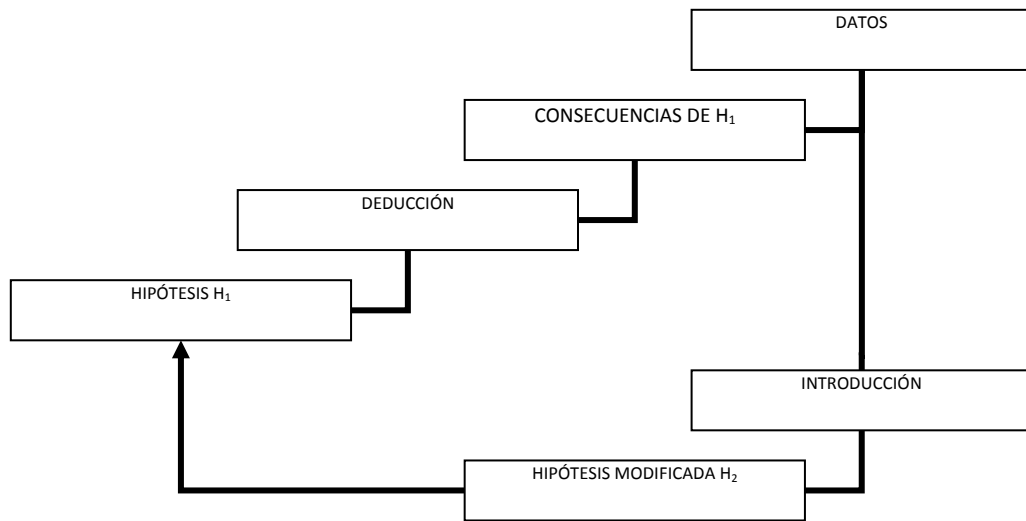 DATOS
CONSECUENCIAS DE H₁
DEDUCCIÓN
HIPÓTESIS H₁
INTRODUCCIÓN
HIPÓTESIS MODIFICADA H₂